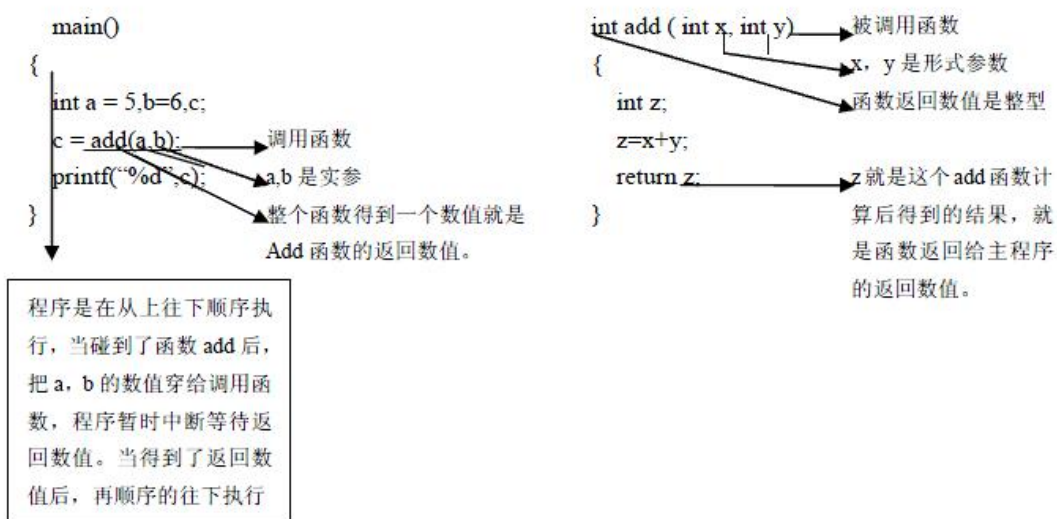 main()
{
int a = 5,b=6,c;
c = add(a,b);
printf(“%d”,c);
}
调用函数
a,b 是实参
整个函数得到一个数值就是
Add 函数的返回数值。
程序是在从上往下顺序执
行，当碰到了函数 add 后，
把 a，b 的数值穿给调用函
数，程序暂时中断等待返
回数值。当得到了返回数
值后，再顺序的往下执行
int add ( int x, int y)
{
int z;
z=x+y;
return z;
}
被调用函数
x，y 是形式参数
函数返回数值是整型
z 就是这个 add 函数计
算后得到的结果，就
是函数返回给主程序
的返回数值。